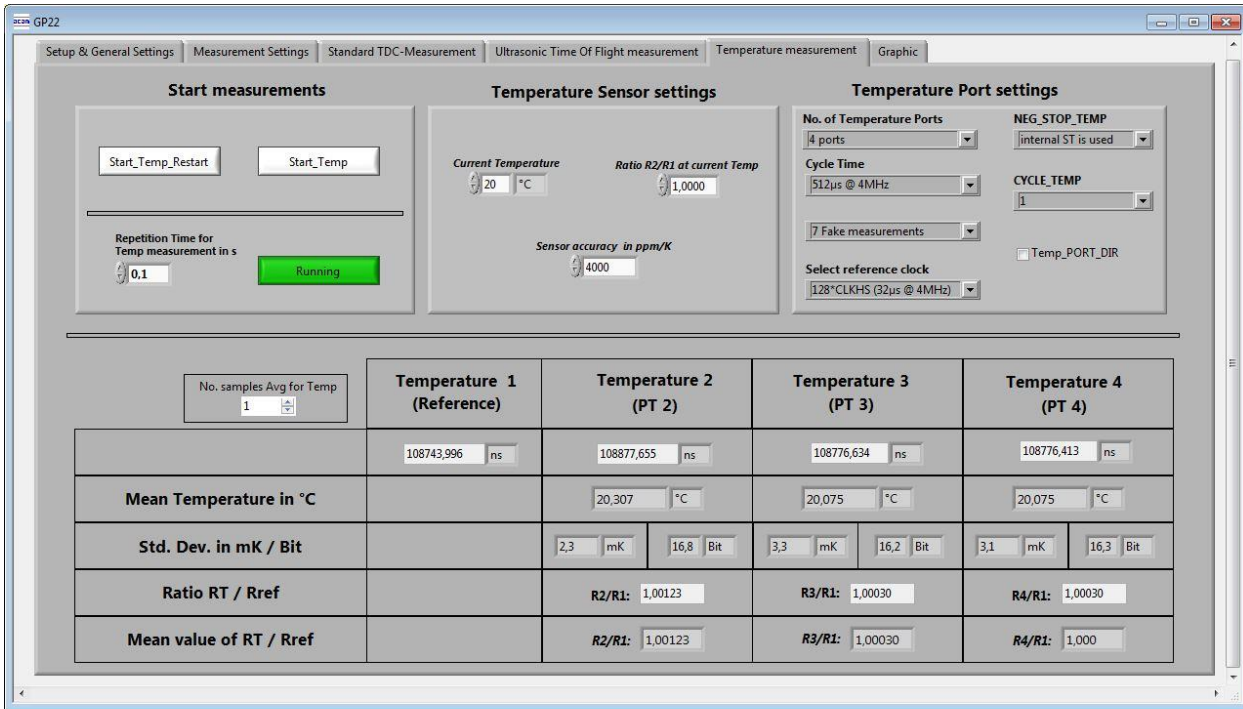 acam GP22
Setup & General Settings Measurement Settings Standard TDC-Measurement Ultrasonic Time Of Flight measurement Temperature measurement Graphic
Start measurements
Start_Temp_Restart Start_Temp
Repetition Time for
Temp measurement in s
0,1
Running
Temperature Sensor settings
Current Temperature Ratio R2/R1 at current Temp
20 °C 1,0000
Sensor accuracy in ppm/K
4000
Temperature Port settings
No. of Temperature Ports NEG_STOP_TEMP
4 ports internal ST is used
Cycle Time
512µs @ 4MHz
CYCLE_TEMP
1
7 Fake measurements
Temp_PORT_DIR
Select reference clock
128*CLKHS (32µs @ 4MHz)
No. samples Avg for Temp
1
Temperature 1
(Reference)
Temperature 2
(PT 2)
Temperature 3
(PT 3)
Temperature 4
(PT 4)
108743,996 ns 108877,655 ns 108776,634 ns 108776,413 ns
Mean Temperature in °C 20,307 °C 20,075 °C 20,075 °C
Std. Dev. in mK / Bit 2,3 mK 16,8 Bit 3,3 mK 16,2 Bit 3,1 mK 16,3 Bit
Ratio RT / Rref R2/R1: 1,00123 R3/R1: 1,00030 R4/R1: 1,00030
Mean value of RT / Rref R2/R1: 1,00123 R3/R1: 1,00030 R4/R1: 1,000